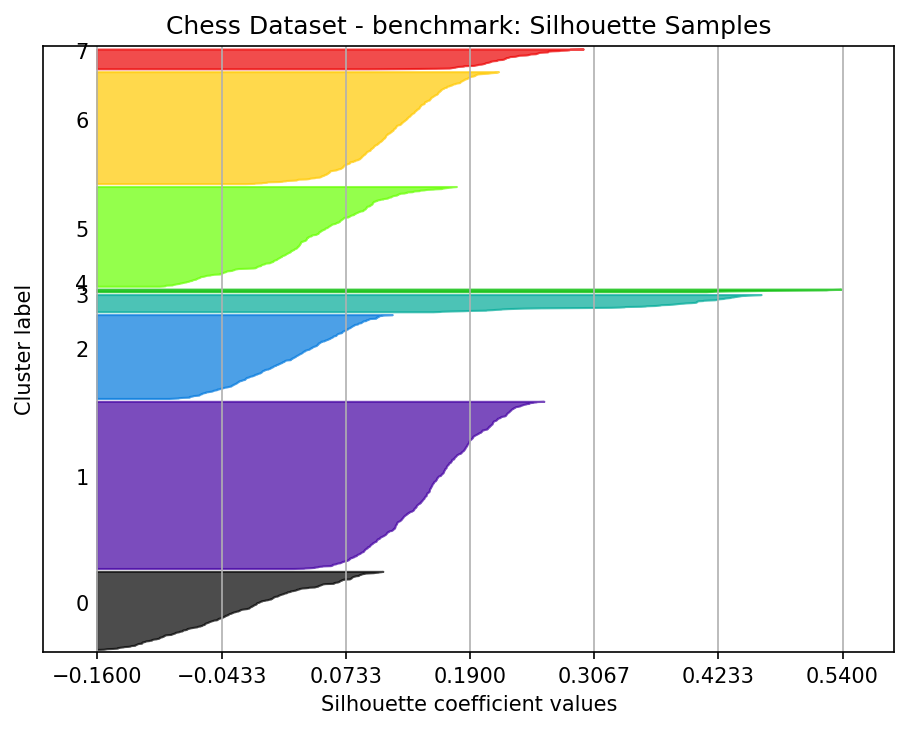 Chess Dataset - benchmark: Silhouette Samples
7
6
5
4
3
2
1
0
Cluster label
−0.1600 −0.0433 0.0733 0.1900 0.3067 0.4233 0.5400
Silhouette coefficient values